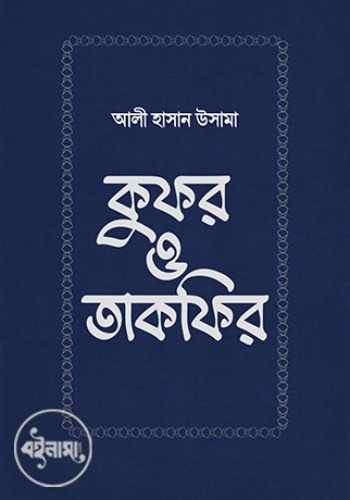 আলী হাসান উসামা
কুফর
ও
তাকফির
বইনামা